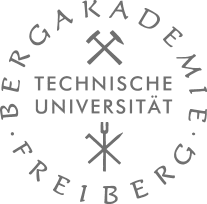 · BERGAKADEMIE ·
TECHNISCHE
UNIVERSITÄT
FREIBERG